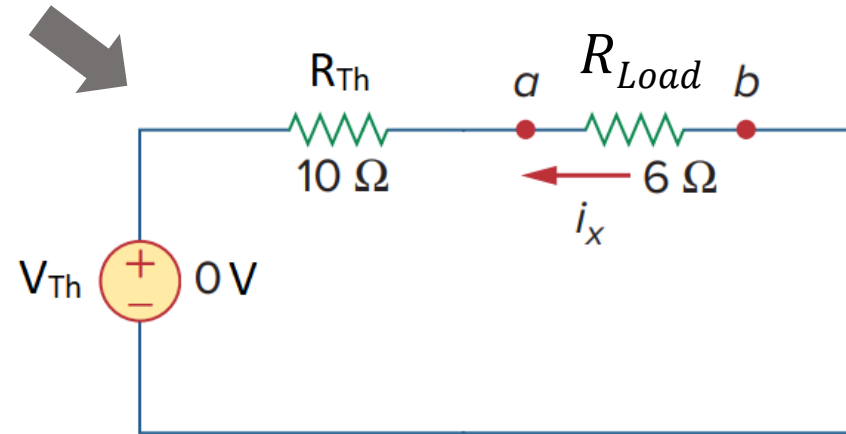 R_Th
a
R_Load
b
10 Ω
6 Ω
i_x
V_Th
+
−
0 V